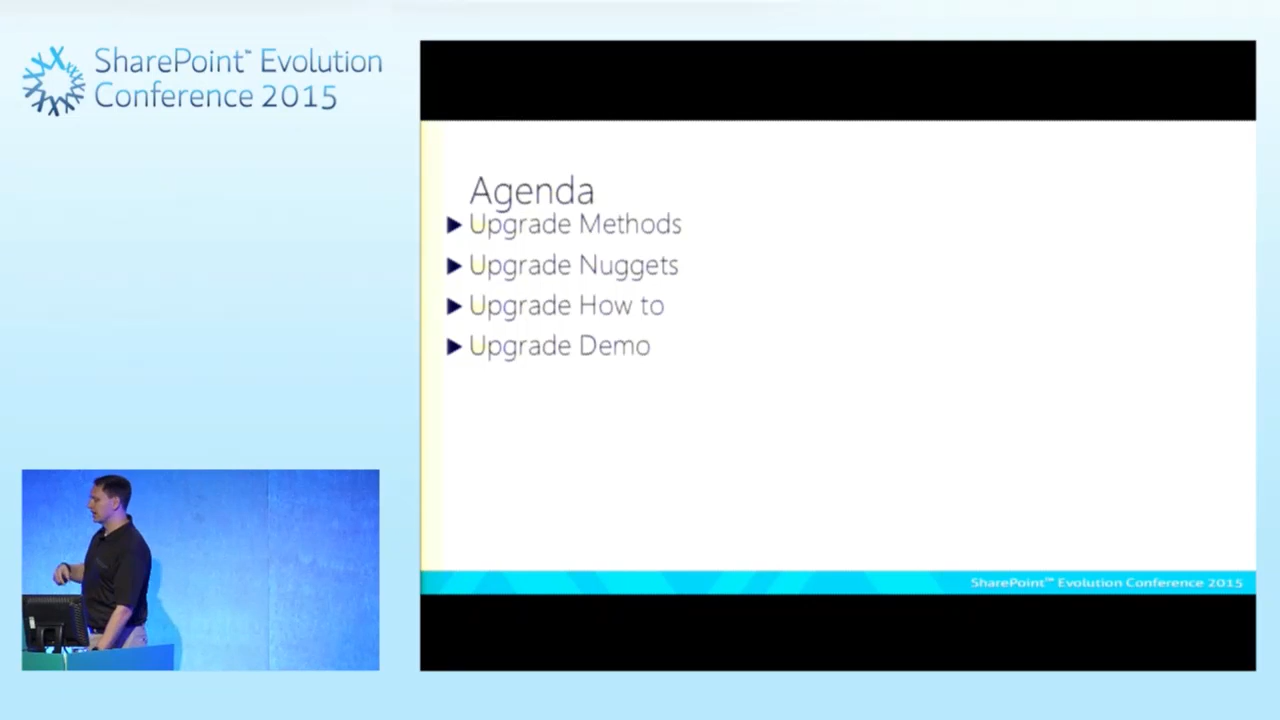 SharePoint™ Evolution
Conference 2015
Agenda
Upgrade Methods
Upgrade Nuggets
Upgrade How to
Upgrade Demo
SharePoint™ Evolution Conference 2015